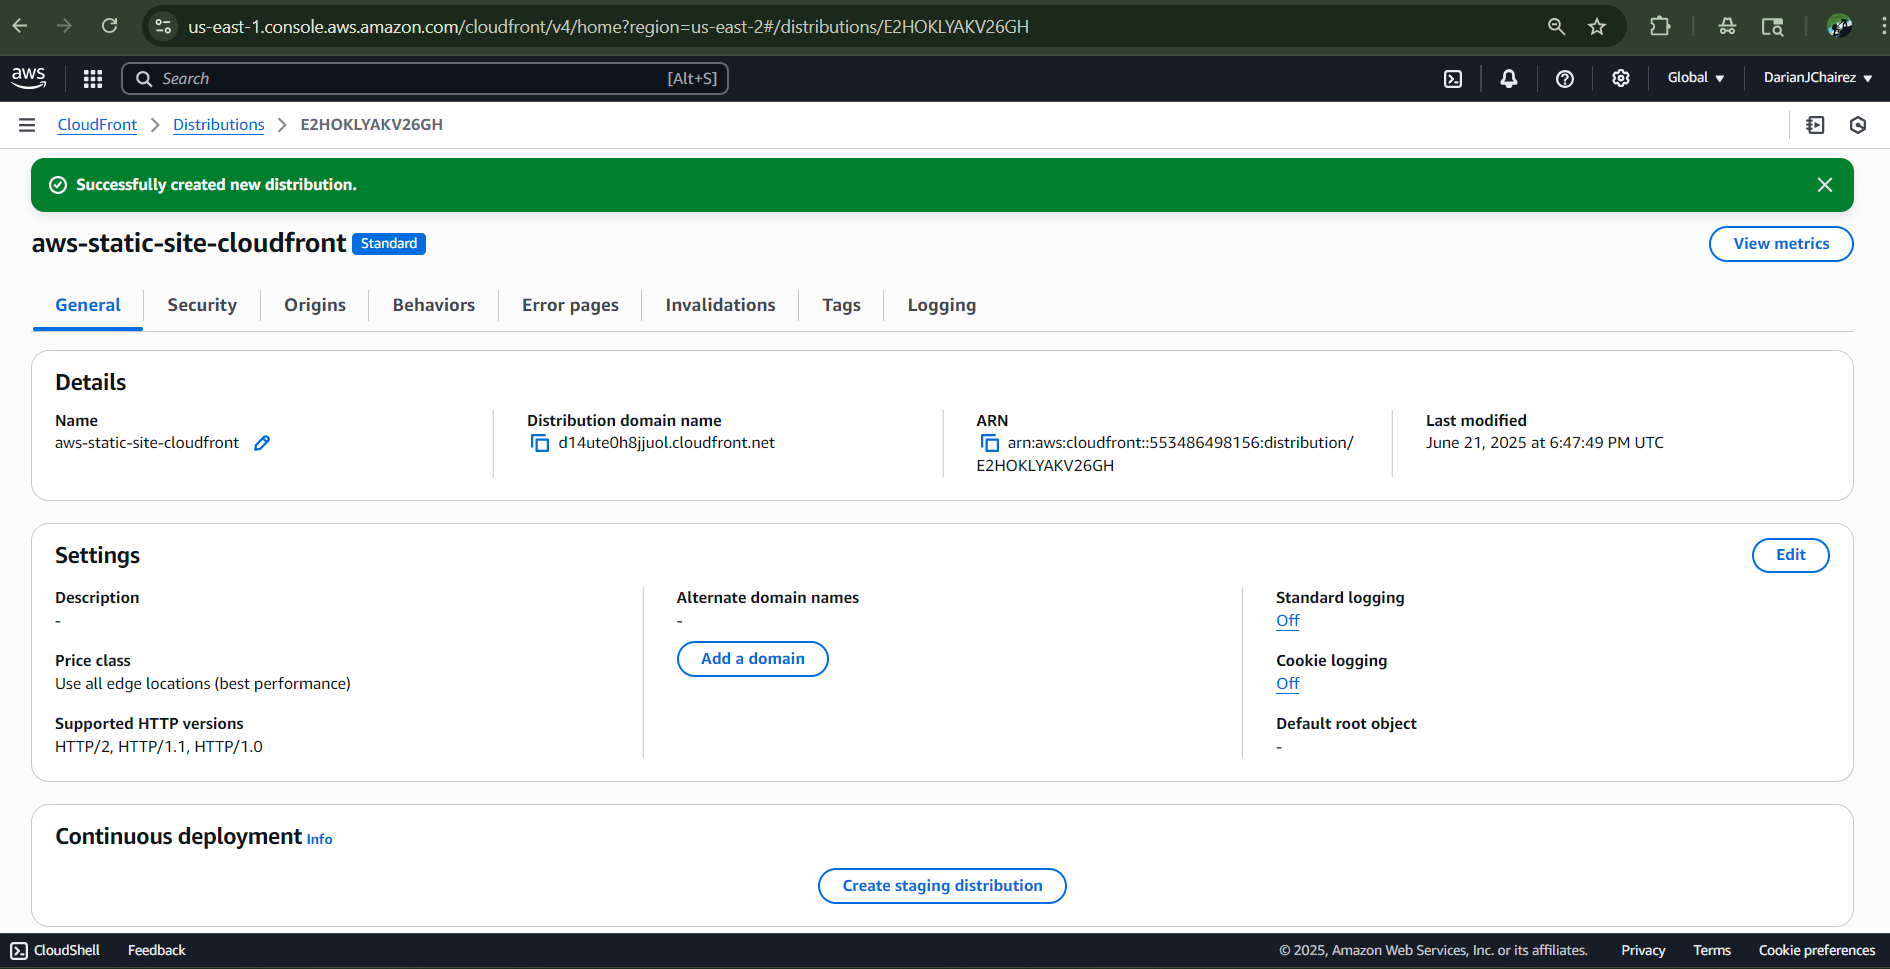 us-east-1.console.aws.amazon.com/cloudfront/v4/home?region=us-east-2#/distributions/E2HOKLYAKV26GH
aws Search [Alt+S] Global DarianJChairez
CloudFront Distributions E2HOKLYAKV26GH
Successfully created new distribution.
aws-static-site-cloudfront Standard View metrics
General Security Origins Behaviors Error pages Invalidations Tags Logging
Details
Name
aws-static-site-cloudfront
Distribution domain name
d14ute0h8jjuol.cloudfront.net
ARN
arn:aws:cloudfront::553486498156:distribution/
E2HOKLYAKV26GH
Last modified
June 21, 2025 at 6:47:49 PM UTC
Settings Edit
Description
-
Price class
Use all edge locations (best performance)
Supported HTTP versions
HTTP/2, HTTP/1.1, HTTP/1.0
Alternate domain names
-
Add a domain
Standard logging
Off
Cookie logging
Off
Default root object
-
Continuous deployment Info
Create staging distribution
CloudShell Feedback © 2025, Amazon Web Services, Inc. or its affiliates. Privacy Terms Cookie preferences